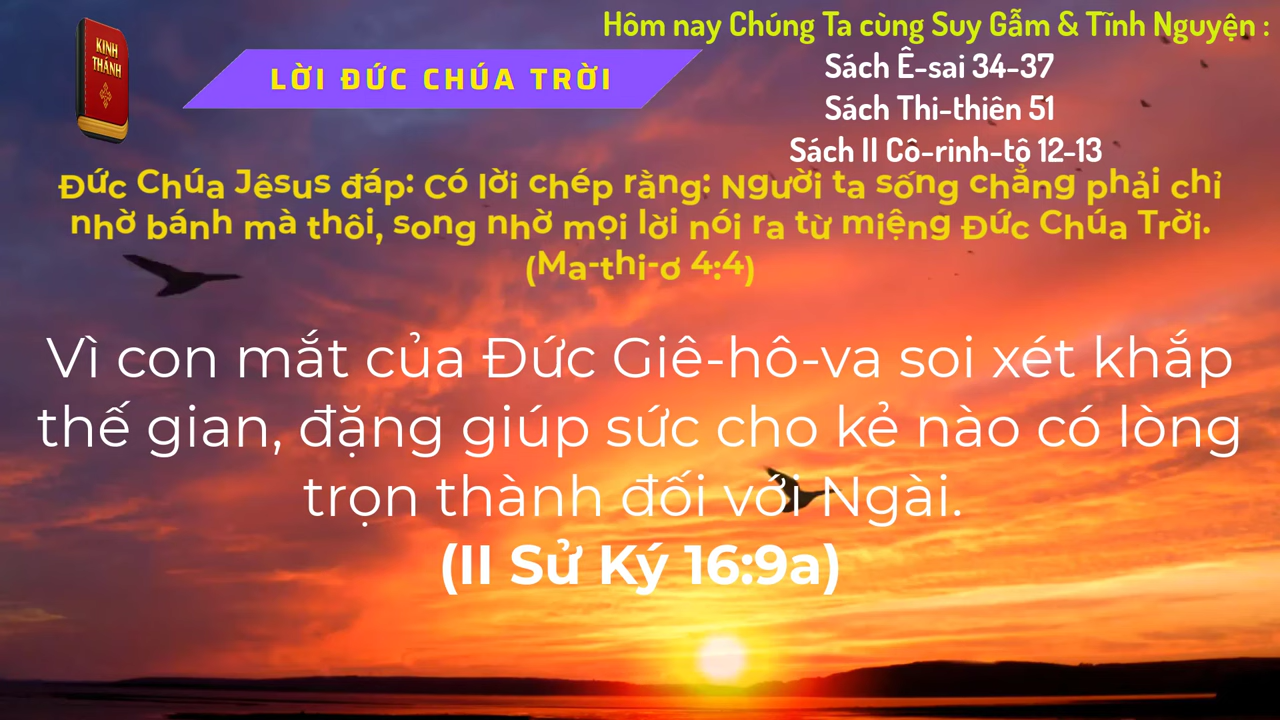 Hôm nay Chúng Ta cùng Suy Gẫm & Tĩnh Nguyện :
KINH
THÁNH
LỜI ĐỨC CHÚA TRỜI
Sách Ê-sai 34-37
Sách Thi-thiên 51
Sách II Cô-rinh-tô 12-13
Đức Chúa Jêsus đáp: Có lời chép rằng: Người ta sống chẳng phải chỉ
nhờ bánh mà thôi, song nhờ mọi lời nói ra từ miệng Đức Chúa Trời.
(Ma-thi-ơ 4:4)
Vì con mắt của Đức Giê-hô-va soi xét khắp
thế gian, đặng giúp sức cho kẻ nào có lòng
trọn thành đối với Ngài.
(II Sử Ký 16:9a)